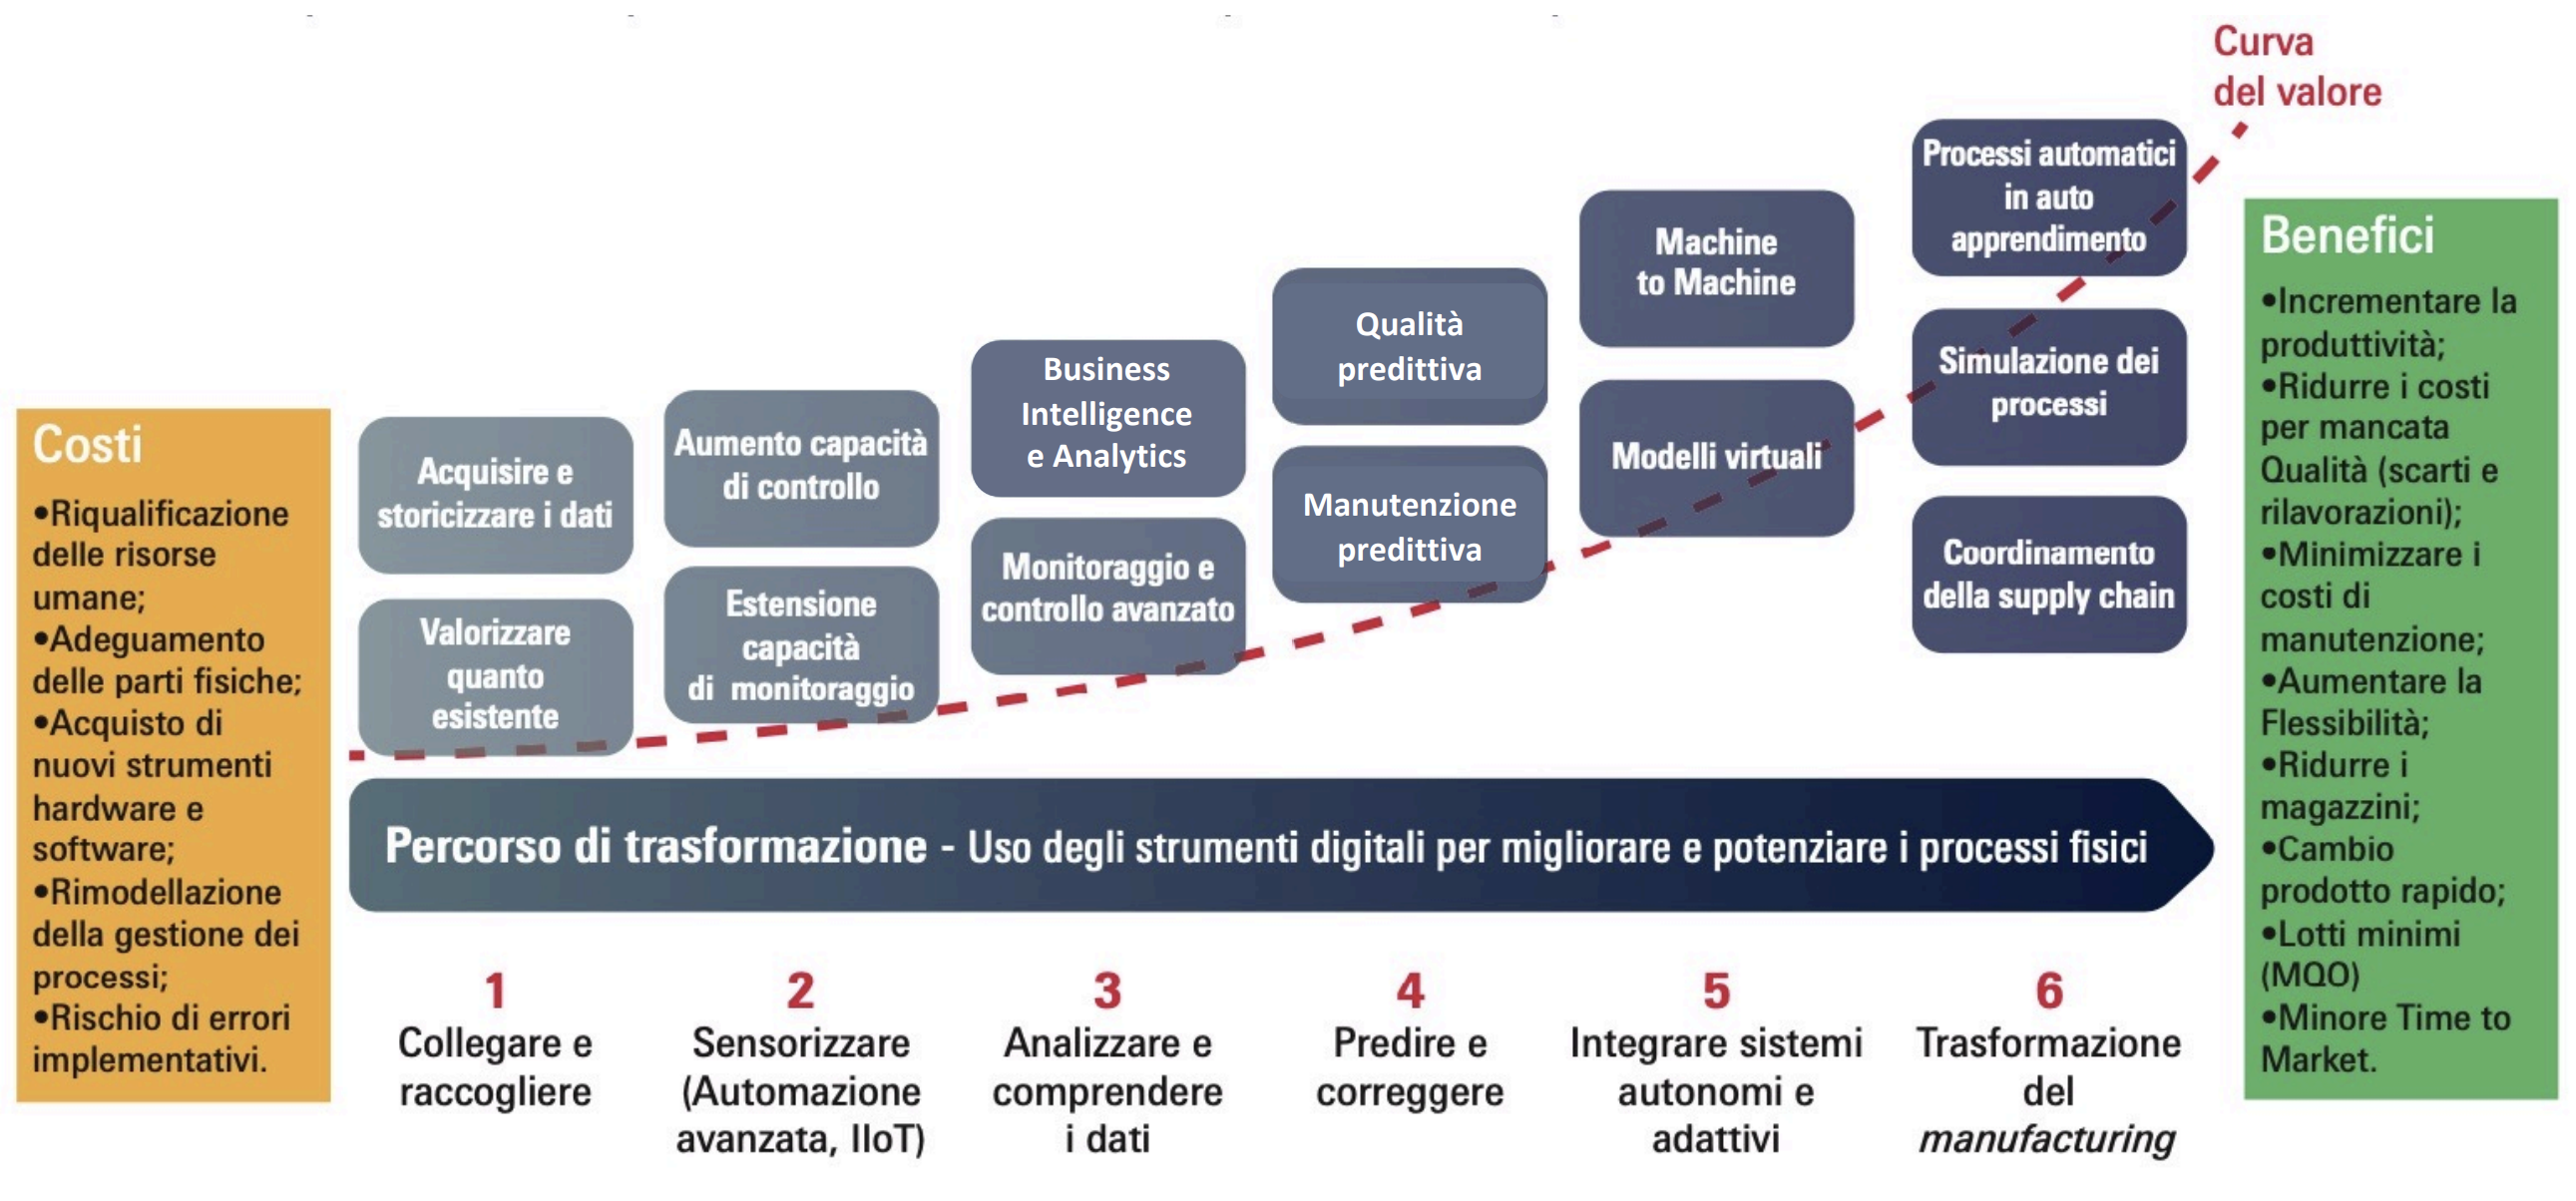 Curva
del valore
Costi
•Riqualificazione
delle risorse
umane;
•Adeguamento
delle parti fisiche;
•Acquisto di
nuovi strumenti
hardware e
software;
•Rimodellazione
della gestione dei
processi;
•Rischio di errori
implementativi.
Acquisire e
storicizzare i dati
Valorizzare
quanto
esistente
Aumento capacità
di controllo
Estensione
capacità
di monitoraggio
Business
Intelligence
e Analytics
Monitoraggio e
controllo avanzato
Qualità
predittiva
Manutenzione
predittiva
Machine
to Machine
Modelli virtuali
Processi automatici
in auto
apprendimento
Simulazione dei
processi
Coordinamento
della supply chain
Benefici
•Incrementare la
produttività;
•Ridurre i costi
per mancata
Qualità (scarti e
rilavorazioni);
•Minimizzare i
costi di
manutenzione;
•Aumentare la
Flessibilità;
•Ridurre i
magazzini;
•Cambio
prodotto rapido;
•Lotti minimi
(MQO)
•Minore Time to
Market.
Percorso di trasformazione - Uso degli strumenti digitali per migliorare e potenziare i processi fisici
1
Collegare e
raccogliere
2
Sensorizzare
(Automazione
avanzata, IIoT)
3
Analizzare e
comprendere
i dati
4
Predire e
correggere
5
Integrare sistemi
autonomi e
adattivi
6
Trasformazione
del
manufacturing